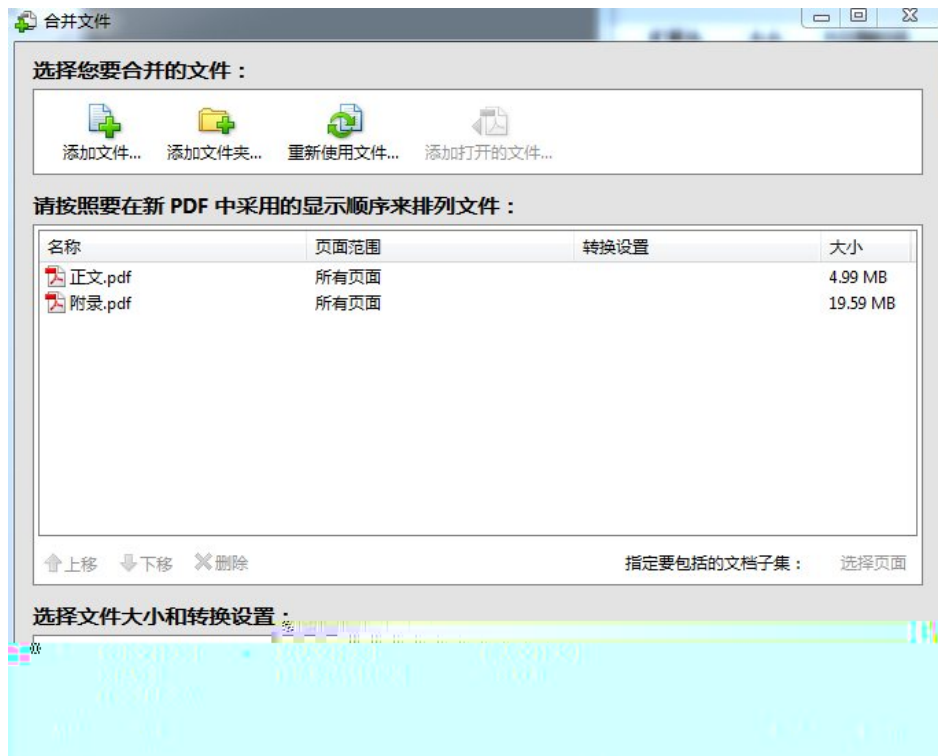 合并文件
选择您要合并的文件：
添加文件... 添加文件夹... 重新使用文件... 添加打开的文件...
请按照要在新 PDF 中采用的显示顺序来排列文件：
名称 页面范围 转换设置 大小
正文.pdf 所有页面 4.99 MB
附录.pdf 所有页面 19.59 MB
上移 下移 删除 指定要包括的文档子集： 选择页面
选择文件大小和转换设置：